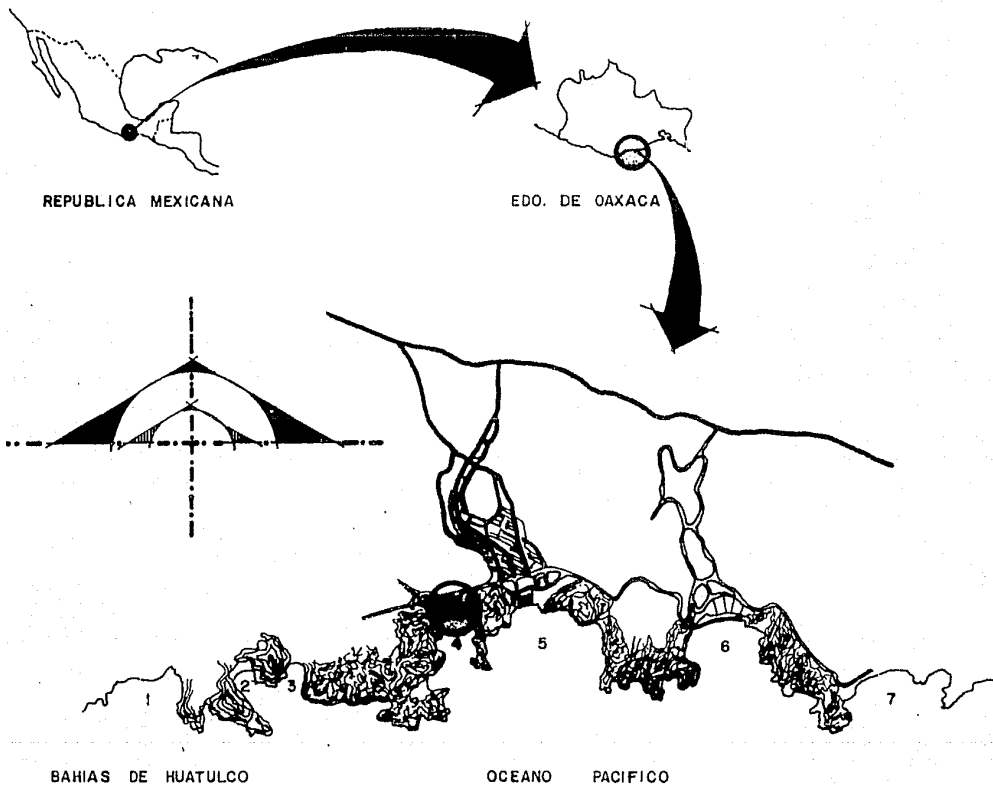 REPUBLICA MEXICANA
EDO. DE OAXACA
1
2
3
4
5
6
7
BAHIAS DE HUATULCO
OCEANO PACIFICO